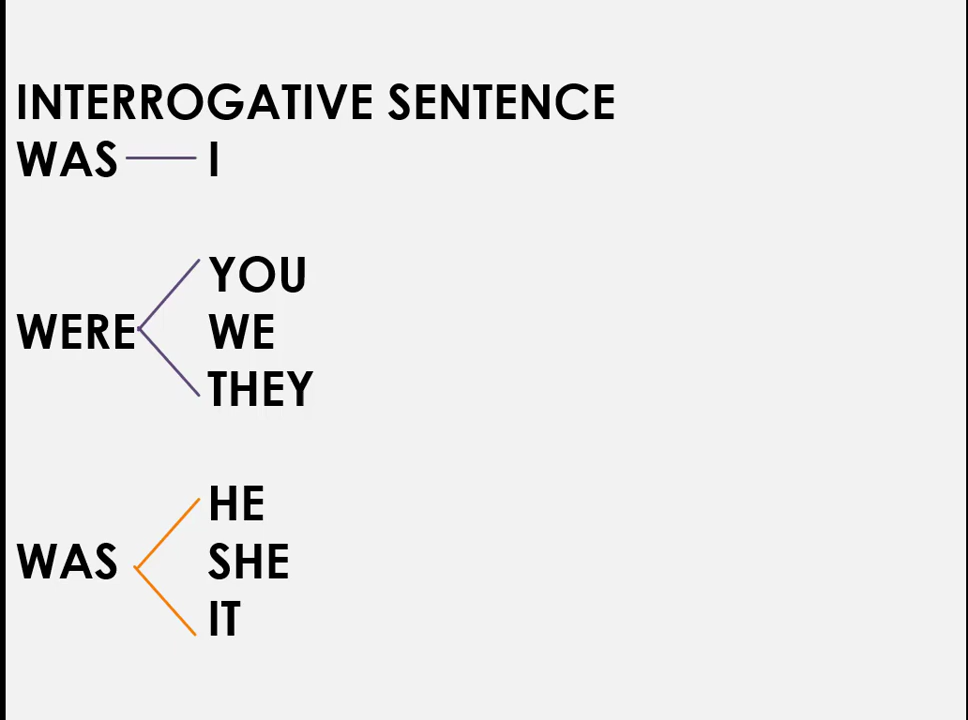 INTERROGATIVE SENTENCE
WAS I
YOU
WERE WE
THEY
HE
WAS SHE
IT